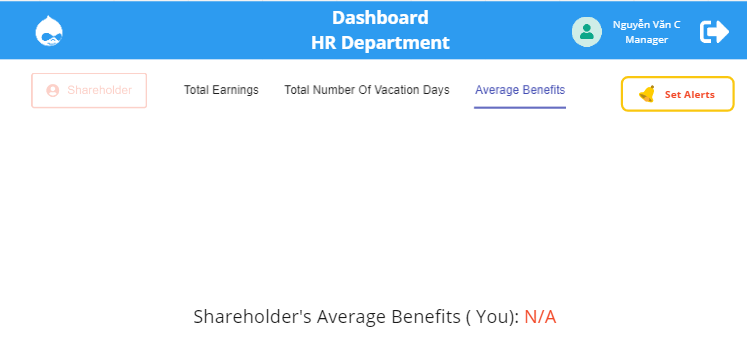 Dashboard
HR Department
Nguyễn Văn C
Manager
Shareholder
Total Earnings
Total Number Of Vacation Days
Average Benefits
Set Alerts
Shareholder's Average Benefits ( You): N/A